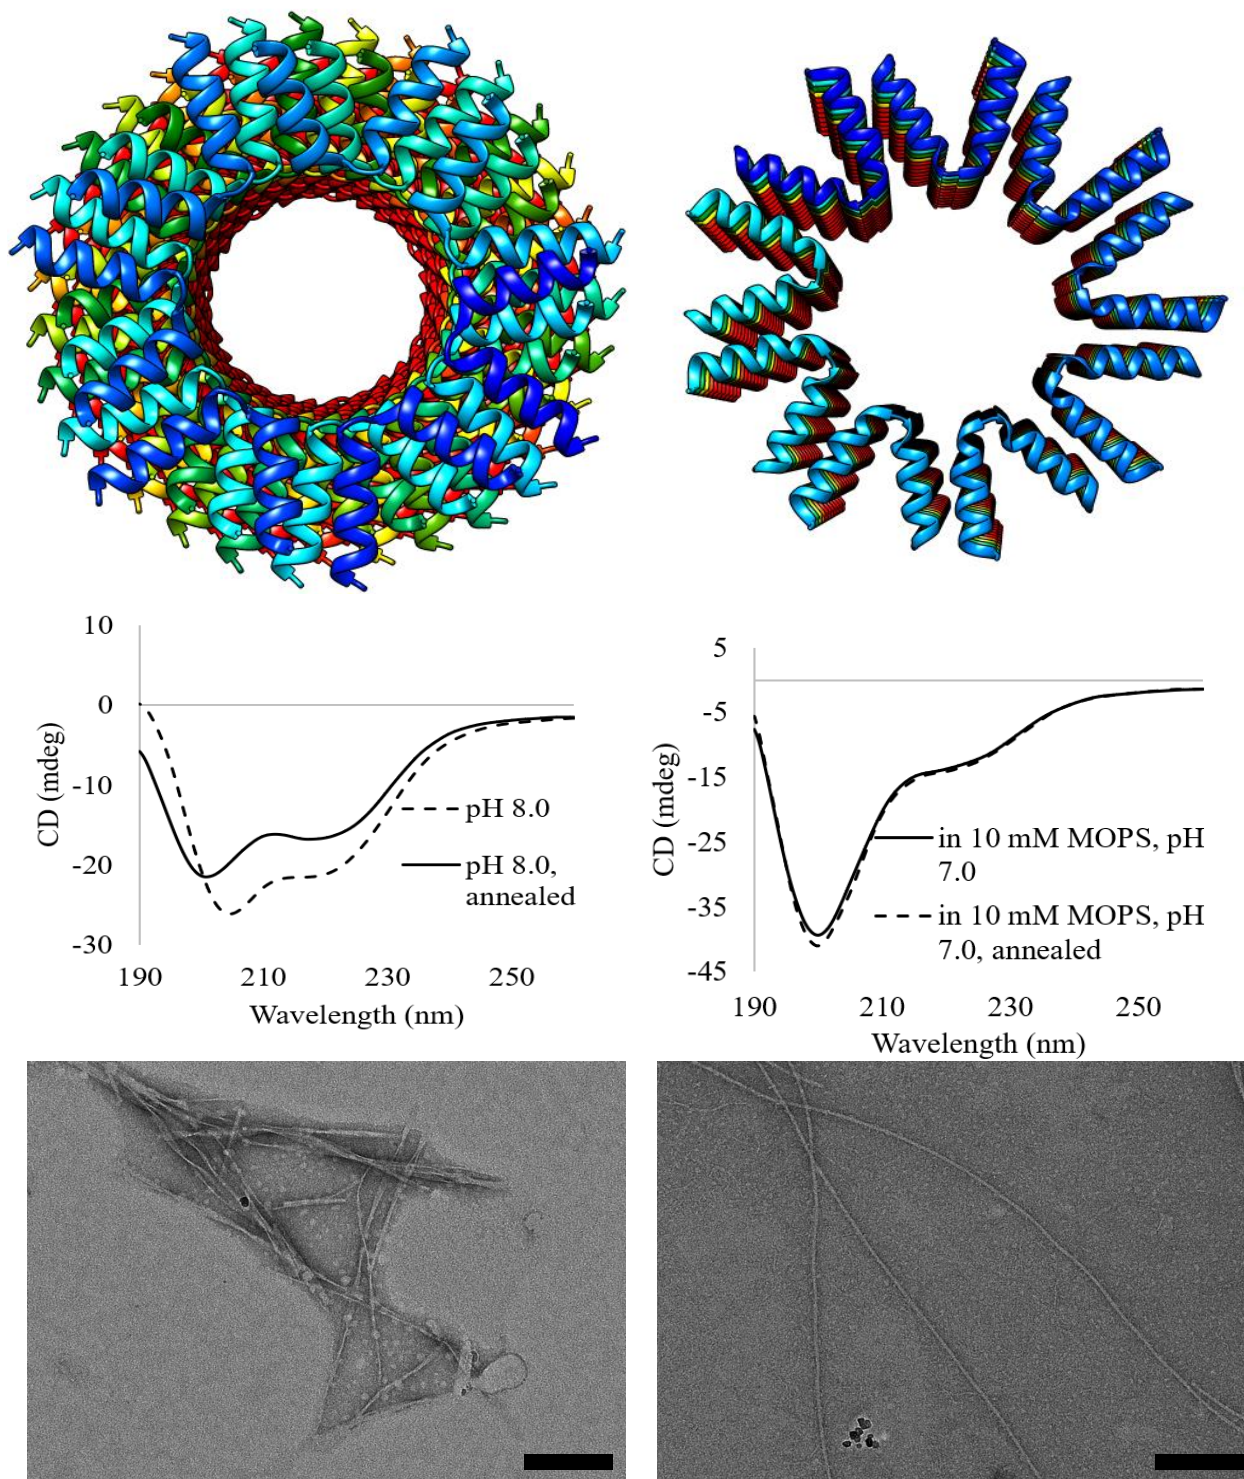 10
0
-10
-20
-30
CD (mdeg)
190
210
230
250
Wavelength (nm)
pH 8.0
pH 8.0,
annealed
5
-5
-15
-25
-35
-45
CD (mdeg)
190
210
230
250
Wavelength (nm)
in 10 mM MOPS, pH
7.0
in 10 mM MOPS, pH
7.0, annealed